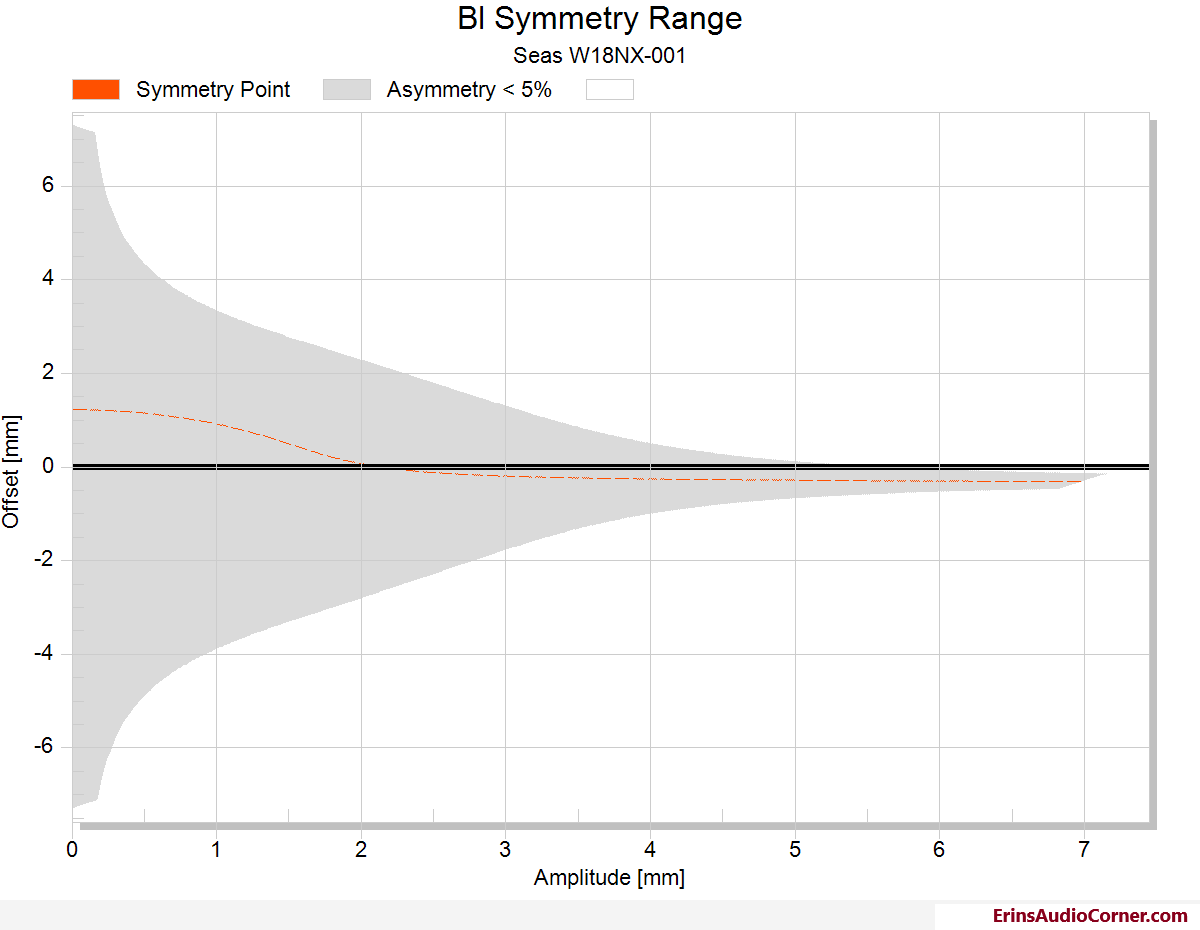 Bl Symmetry Range
Seas W18NX-001
Symmetry Point Asymmetry < 5%
6
4
2
0
-2
-4
-6
Offset [mm]
0 1 2 3 4 5 6 7
Amplitude [mm]
ErinsAudioCorner.com